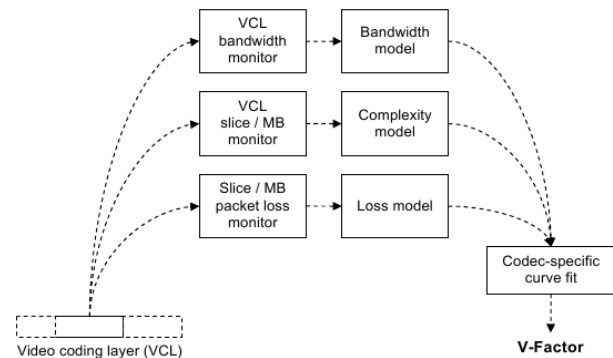 VCL
bandwidth
monitor
Bandwidth
model
VCL
slice / MB
monitor
Complexity
model
Slice / MB
packet loss
monitor
Loss model
Codec-specific
curve fit
Video coding layer (VCL)
V-Factor